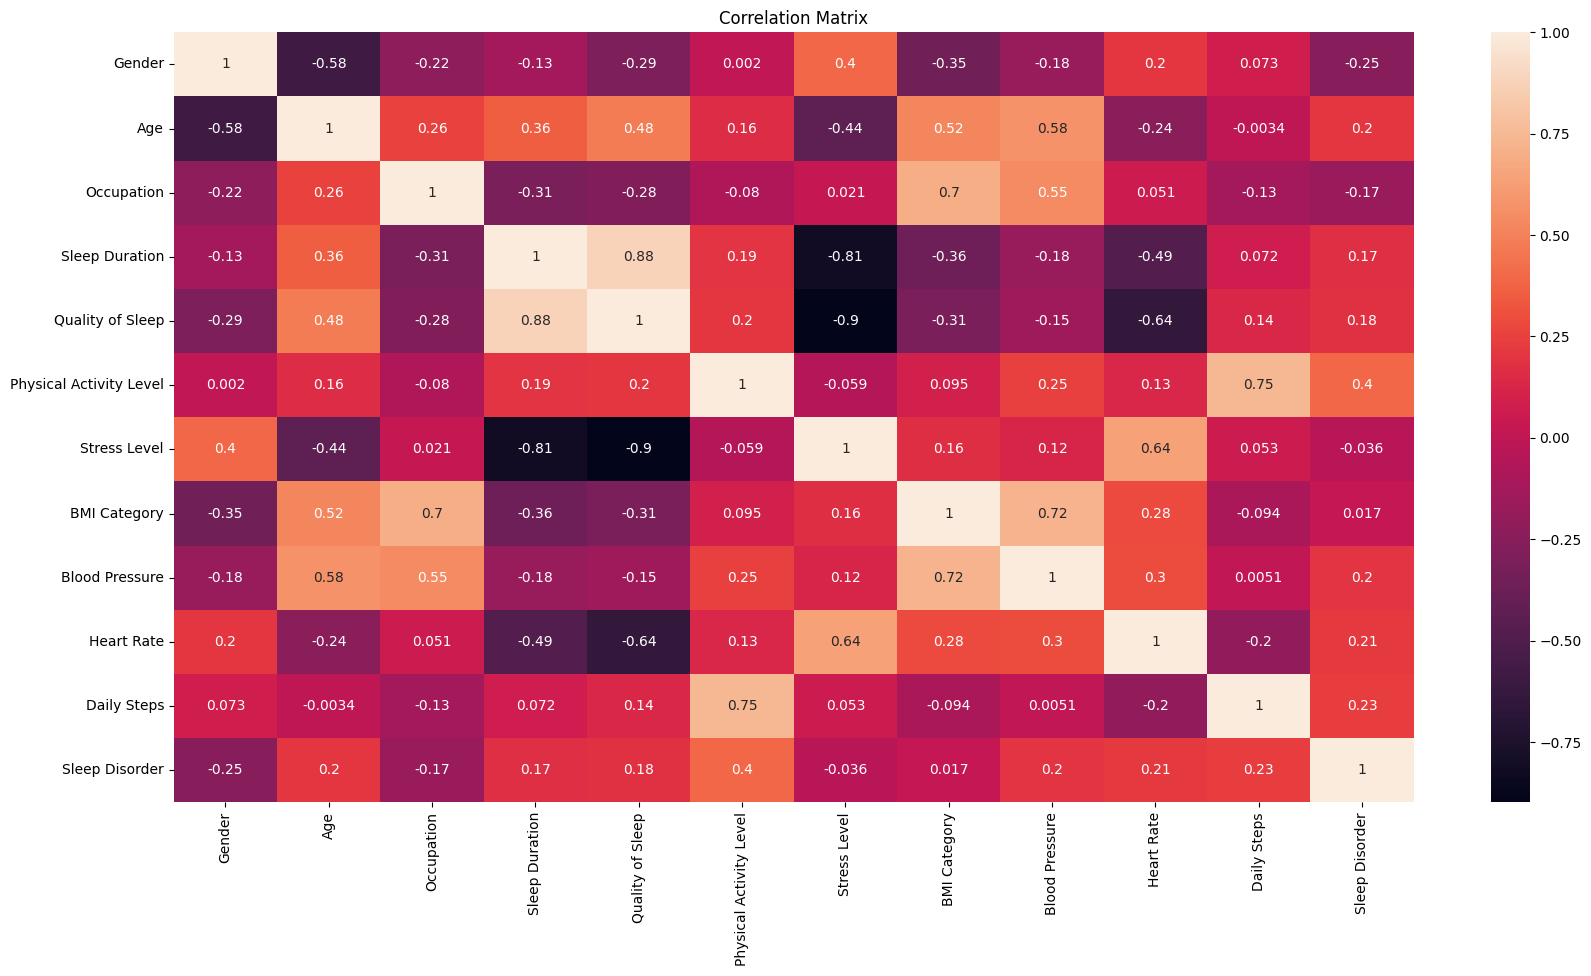 Correlation Matrix
Gender 1 -0.58 -0.22 -0.13 -0.29 0.002 0.4 -0.35 -0.18 0.2 0.073 -0.25
Age -0.58 1 0.26 0.36 0.48 0.16 -0.44 0.52 0.58 -0.24 -0.0034 0.2
Occupation -0.22 0.26 1 -0.31 -0.28 -0.08 0.021 0.7 0.55 0.051 -0.13 -0.17
Sleep Duration -0.13 0.36 -0.31 1 0.88 0.19 -0.81 -0.36 -0.18 -0.49 0.072 0.17
Quality of Sleep -0.29 0.48 -0.28 0.88 1 0.2 -0.9 -0.31 -0.15 -0.64 0.14 0.18
Physical Activity Level 0.002 0.16 -0.08 0.19 0.2 1 -0.059 0.095 0.25 0.13 0.75 0.4
Stress Level 0.4 -0.44 0.021 -0.81 -0.9 -0.059 1 0.16 0.12 0.64 0.053 -0.036
BMI Category -0.35 0.52 0.7 -0.36 -0.31 0.095 0.16 1 0.72 0.28 -0.094 0.017
Blood Pressure -0.18 0.58 0.55 -0.18 -0.15 0.25 0.12 0.72 1 0.3 0.0051 0.2
Heart Rate 0.2 -0.24 0.051 -0.49 -0.64 0.13 0.64 0.28 0.3 1 -0.2 0.21
Daily Steps 0.073 -0.0034 -0.13 0.072 0.14 0.75 0.053 -0.094 0.0051 -0.2 1 0.23
Sleep Disorder -0.25 0.2 -0.17 0.17 0.18 0.4 -0.036 0.017 0.2 0.21 0.23 1
Gender
Age
Occupation
Sleep Duration
Quality of Sleep
Physical Activity Level
Stress Level
BMI Category
Blood Pressure
Heart Rate
Daily Steps
Sleep Disorder
1.00
0.75
0.50
0.25
0.00
−0.25
−0.50
−0.75